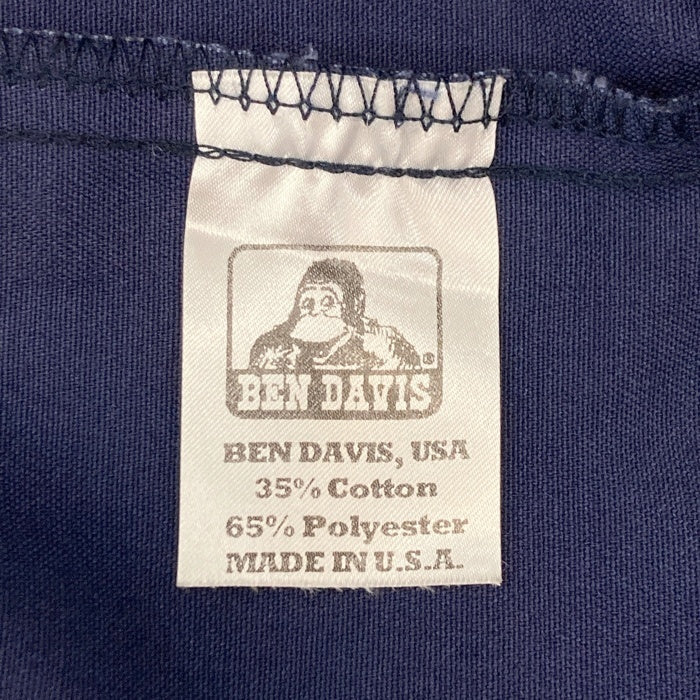 BEN DAVIS
®
BEN DAVIS, USA
35% Cotton
65% Polyester
MADE IN U.S.A.